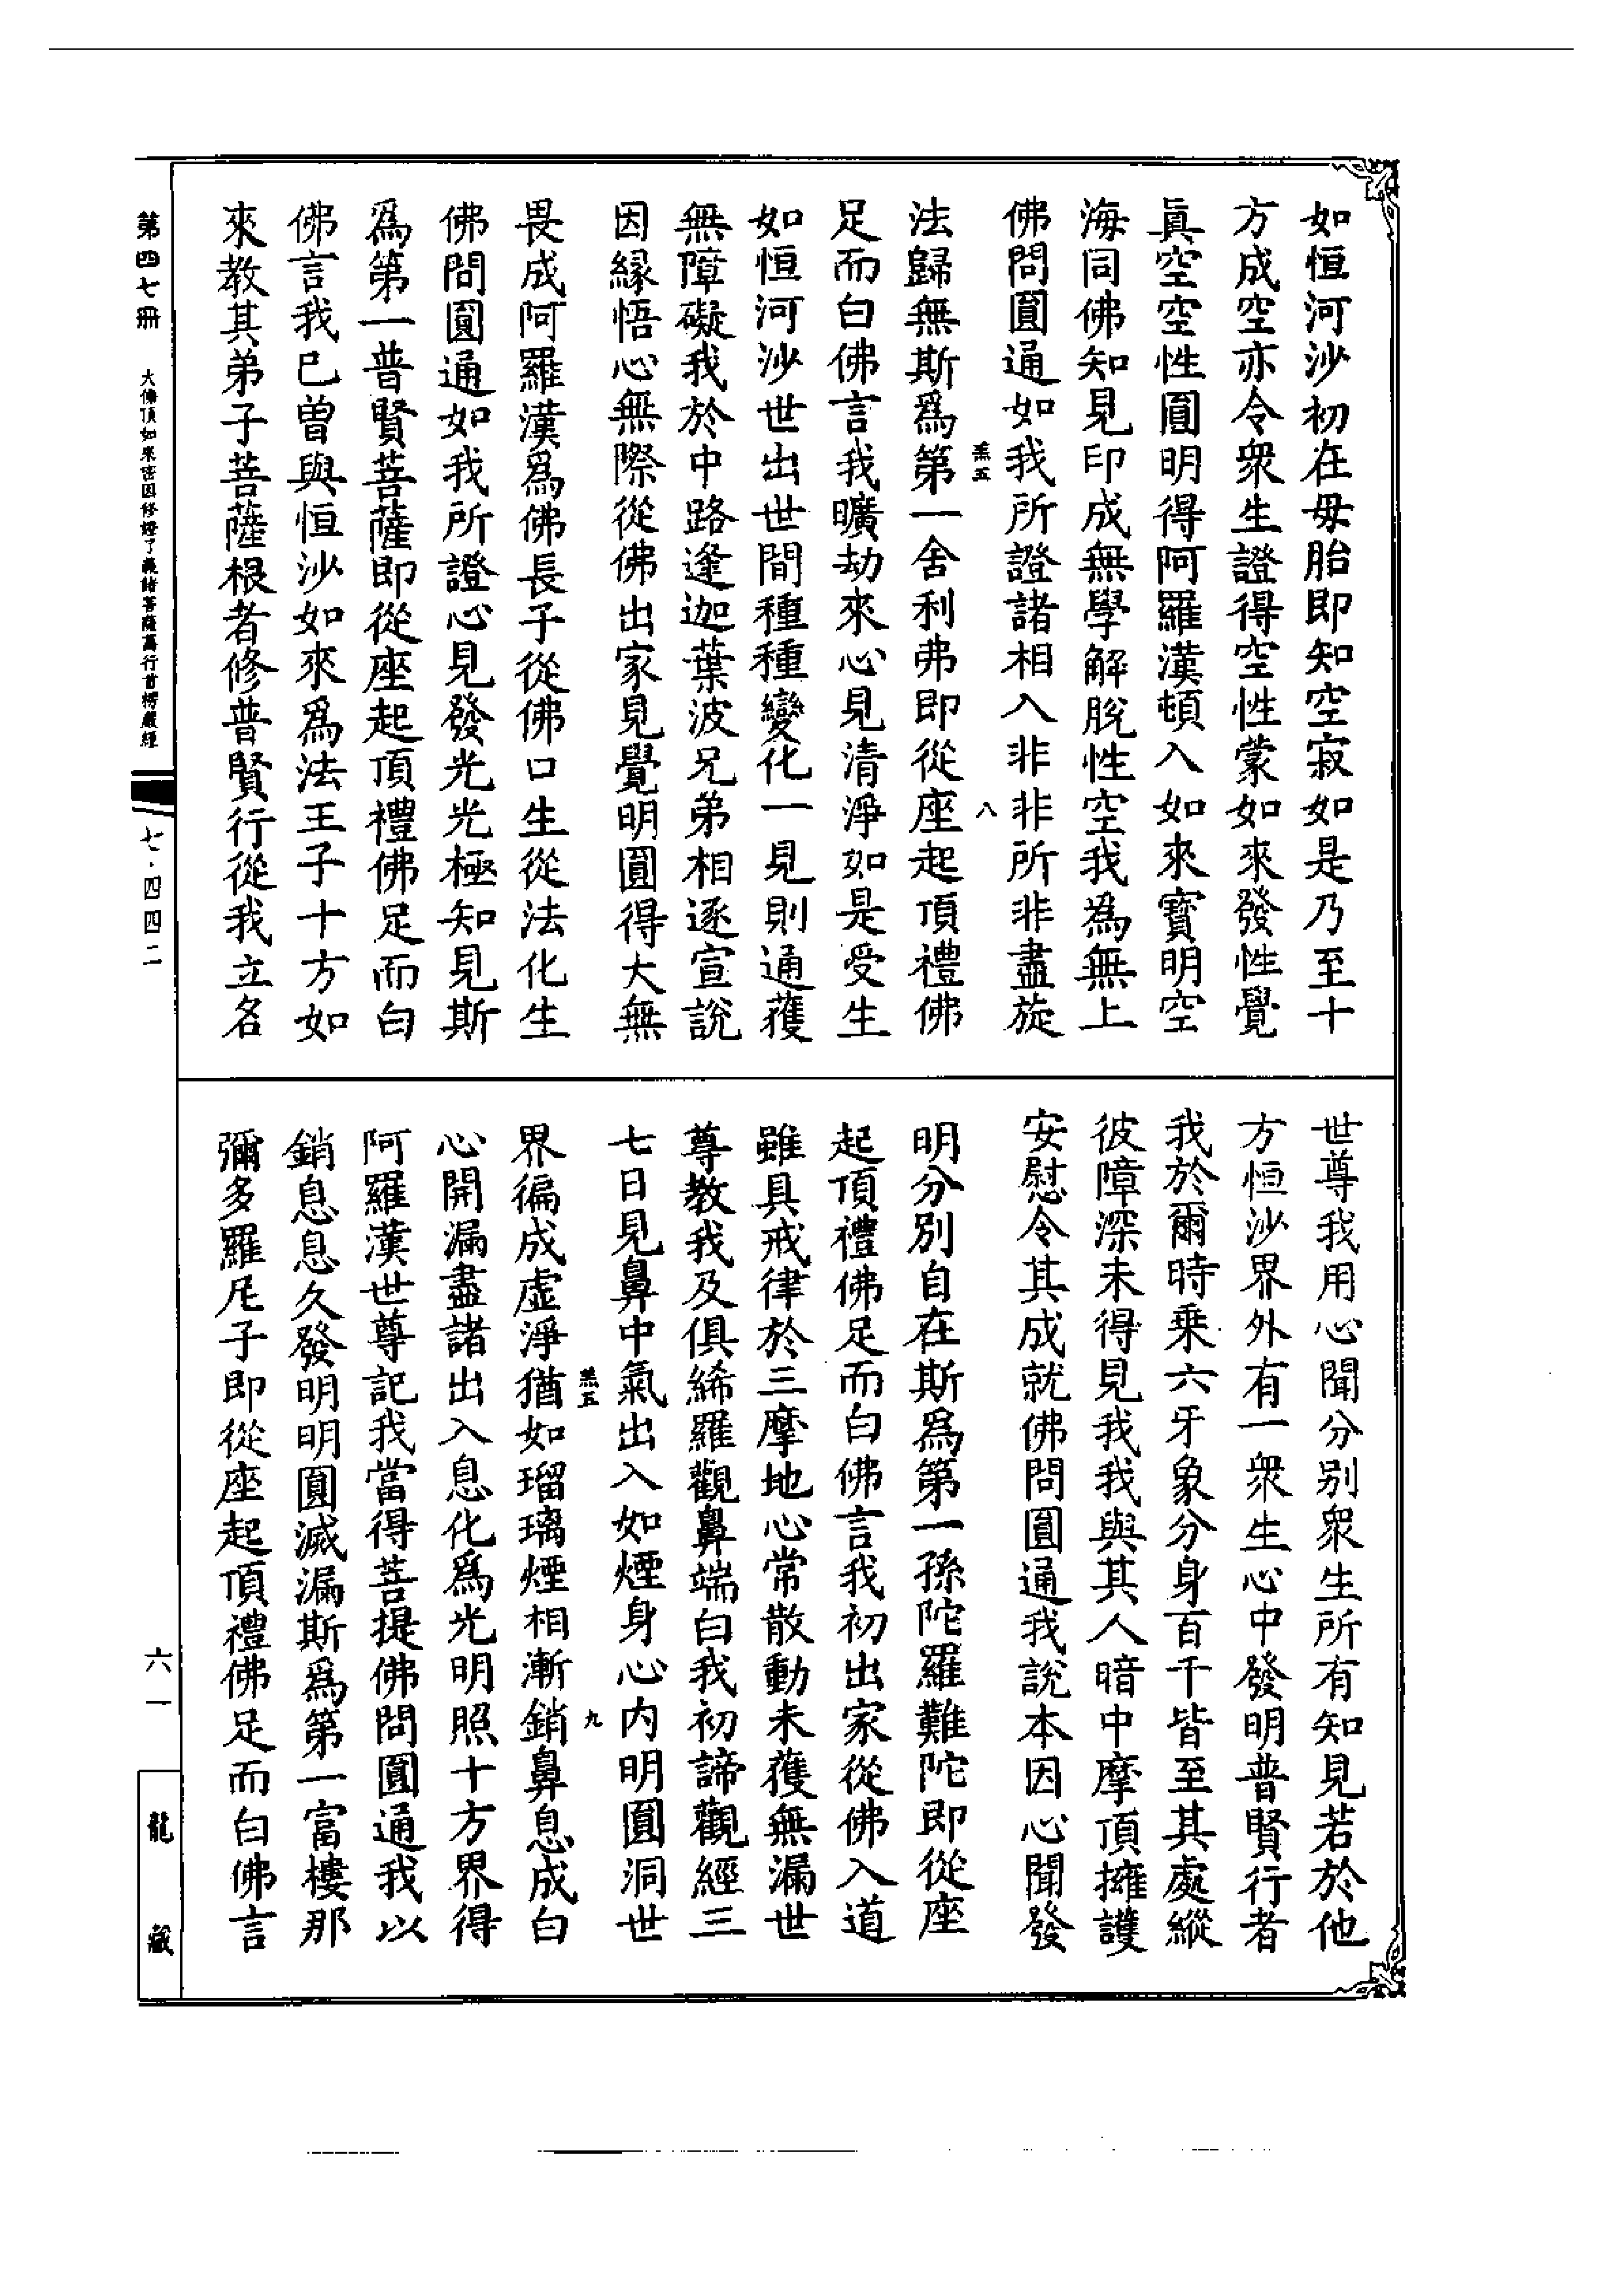 如恒河沙初在母胎即知空寂如是乃至十
方成空亦令衆生證得空性蒙如來發性覺
眞空空性圓明得阿羅漢頓入如來寶明空
海同佛知見印成無學解脫性空我為無上
佛問圓通如我所證諸相入非非所非盡旋
法歸無斯爲第一舍利弗即從座起頂禮佛
羔五
八
足而白佛言我曠劫來心見清淨如是受生
如恒河沙世出世間種種變化一見則通獲
無障礙我於中路逢迦葉波兄弟相逐宣說
因緣悟心無際從佛出家見覺明圓得大無
畏成阿羅漢爲佛長子從佛口生從法化生
佛問圓通如我所證心見發光光極知見斯
爲第一普賢菩薩即從座起頂禮佛足而白
佛言我已曾與恒沙如來爲法王子十方如
來教其弟子菩薩根者修普賢行從我立名
世尊我用心聞分别衆生所有知見若於他
方恒沙界外有一衆生心中發明普賢行者
我於爾時乗六牙象分身百千皆至其處縱
彼障深未得見我我與其人暗中摩頂擁護
安慰令其成就佛問圓通我說本因心聞發
明分別自在斯爲第一孫陀羅難陀即從座
起頂禮佛足而白佛言我初出家從佛入道
雖具戒律於三摩地心常散動未獲無漏世
尊教我及俱絺羅觀鼻端白我初諦觀經三
七日見鼻中氣出入如煙身心内明圓洞世
界徧成虛淨猶如瑠璃煙相漸銷鼻息成白
羔五
九
心開漏盡諸出入息化爲光明照十方界得
阿羅漢世尊記我當得菩提佛問圓通我以
銷息息久發明明圓滅漏斯爲第一富樓那
彌多羅尼子即從座起頂禮佛足而白佛言
第四七冊
大佛頂如來密因修證了義諸菩薩萬行首楞嚴經
七·四四二
六一
龍藏